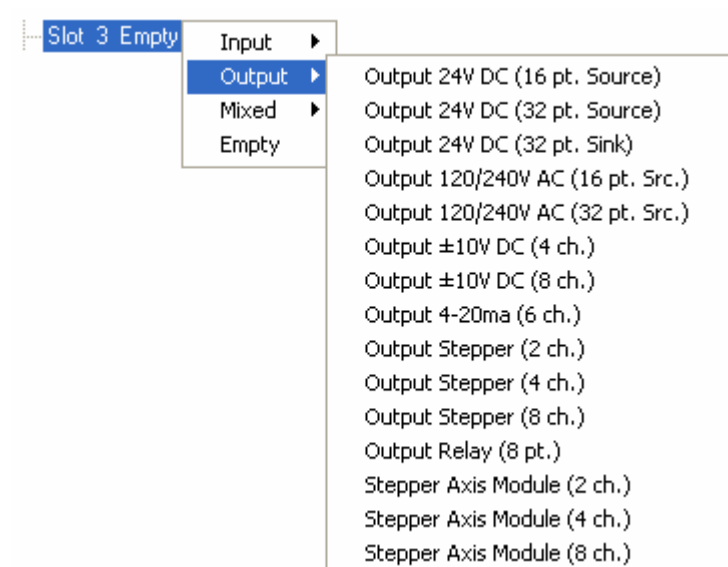 Slot 3 Empty
Input
Output
Mixed
Empty
Output 24V DC (16 pt. Source)
Output 24V DC (32 pt. Source)
Output 24V DC (32 pt. Sink)
Output 120/240V AC (16 pt. Src.)
Output 120/240V AC (32 pt. Src.)
Output ±10V DC (4 ch.)
Output ±10V DC (8 ch.)
Output 4-20ma (6 ch.)
Output Stepper (2 ch.)
Output Stepper (4 ch.)
Output Stepper (8 ch.)
Output Relay (8 pt.)
Stepper Axis Module (2 ch.)
Stepper Axis Module (4 ch.)
Stepper Axis Module (8 ch.)